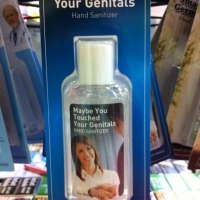 Your Genitals
Hand Sanitizer
Maybe You
Touched
Your Genitals
HAND SANITIZER